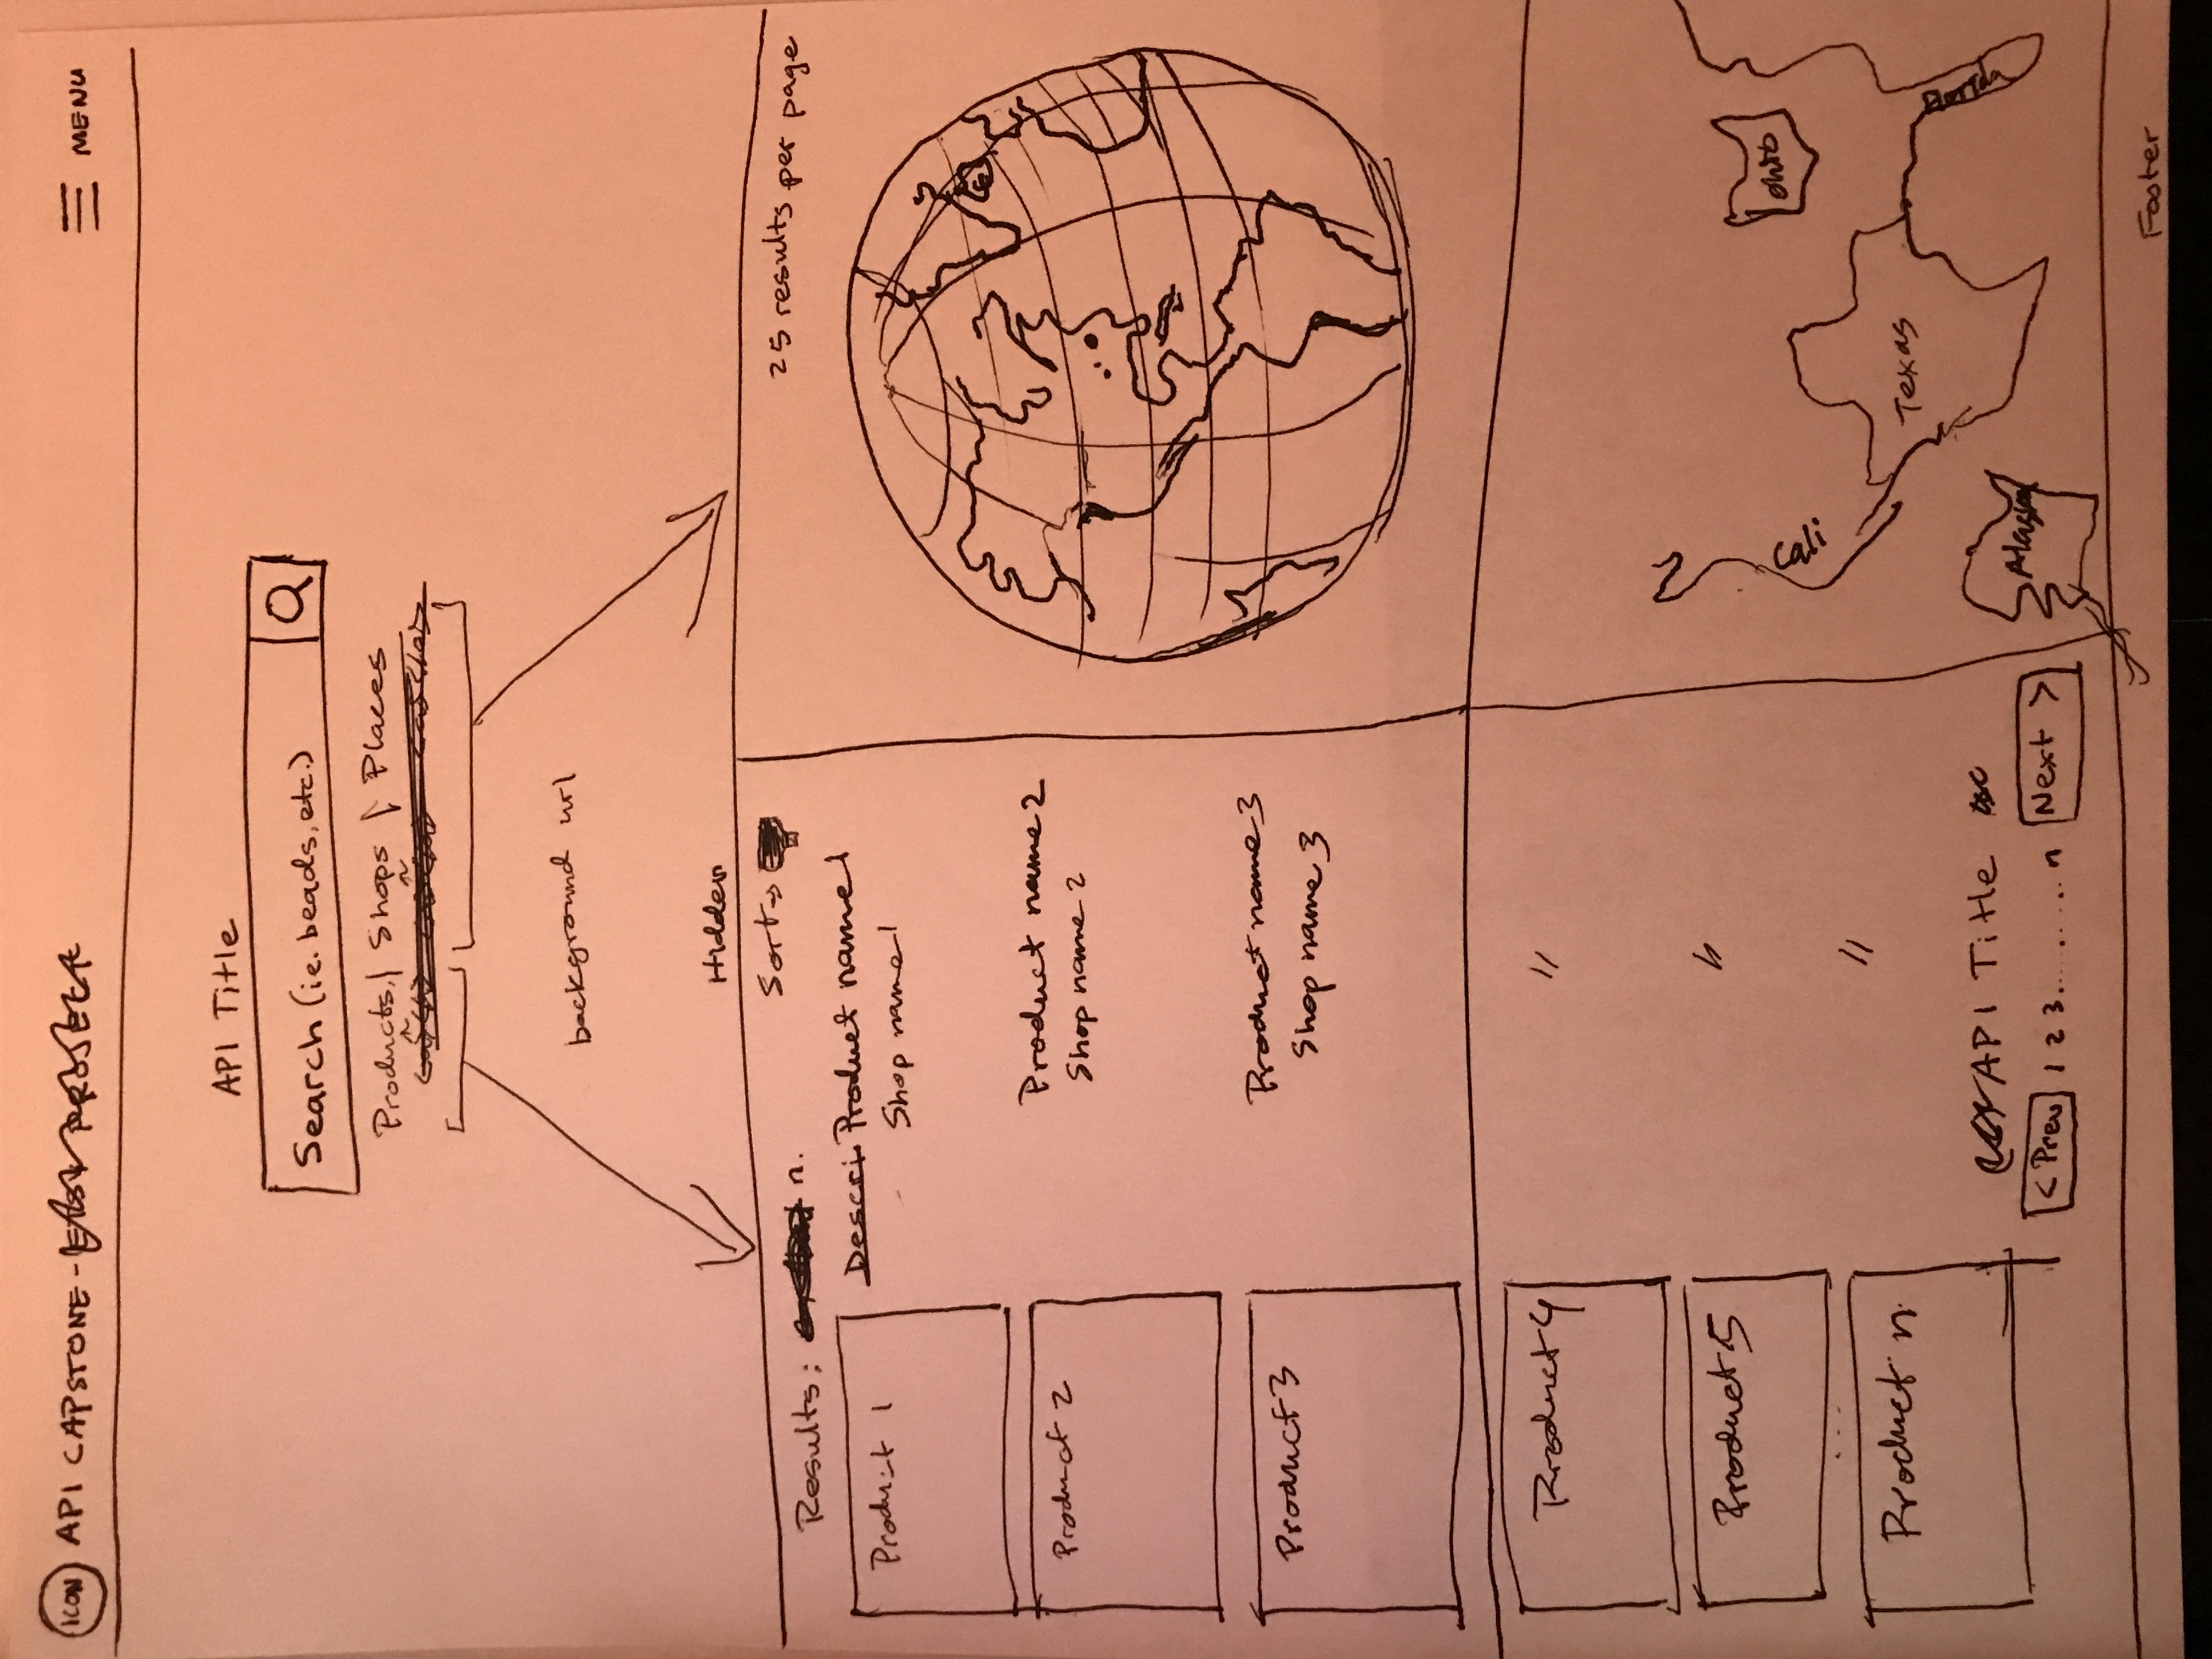 ICON API CAPSTONE - ETSY PROJECT
MENU
API Title
Search (ie. beads, etc.)
Products | Shops | Places
background url
Hidden
Sort →
25 results per page
Results: n.
Product 1
Descri. Product name 1
Shop name 1
Product 2
Product name 2
Shop name 2
Product 3
Product name 3
Shop name 3
Product 4 "
Product 5 "
...
Product n "
Cali
Ohio
Texas
Florida
Alaska
API Title
< Prev 1 2 3.......... n Next >
Footer